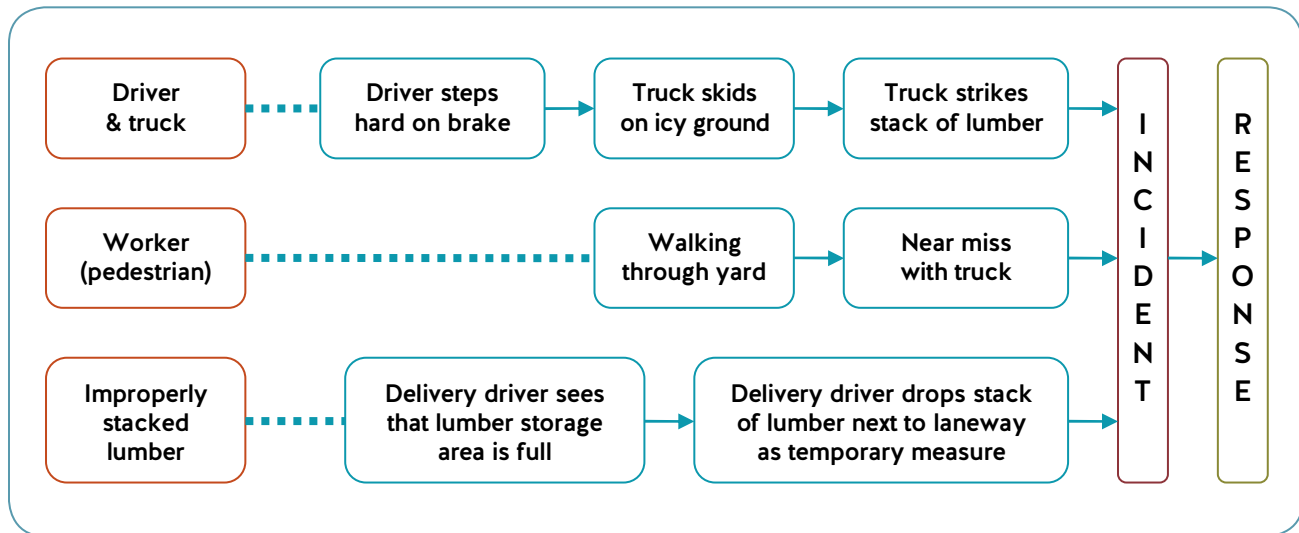 Driver
& truck
Driver steps
hard on brake
Truck skids
on icy ground
Truck strikes
stack of lumber
Worker
(pedestrian)
Walking
through yard
Near miss
with truck
Improperly
stacked
lumber
Delivery driver sees
that lumber storage
area is full
Delivery driver drops stack
of lumber next to laneway
as temporary measure
INCIDENT
RESPONSE